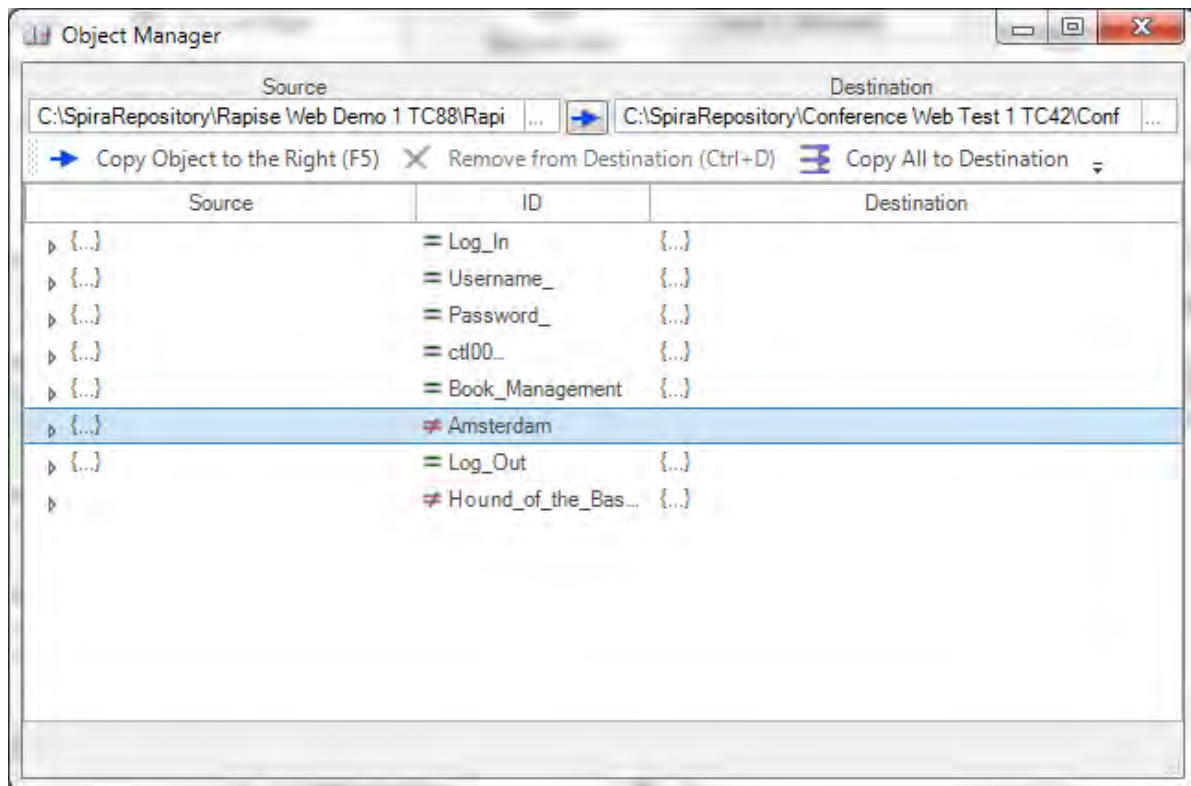 Object Manager
Source Destination
C:\SpiraRepository\Rapise Web Demo 1 TC88\Rapi ... C:\SpiraRepository\Conference Web Test 1 TC42\Conf ...
Copy Object to the Right (F5) Remove from Destination (Ctrl+D) Copy All to Destination
Source ID Destination
{...} = Log_In {...}
{...} = Username_ {...}
{...} = Password_ {...}
{...} = ctl00... {...}
{...} = Book_Management {...}
{...} ≠ Amsterdam
{...} = Log_Out {...}
≠ Hound_of_the_Bas... {...}